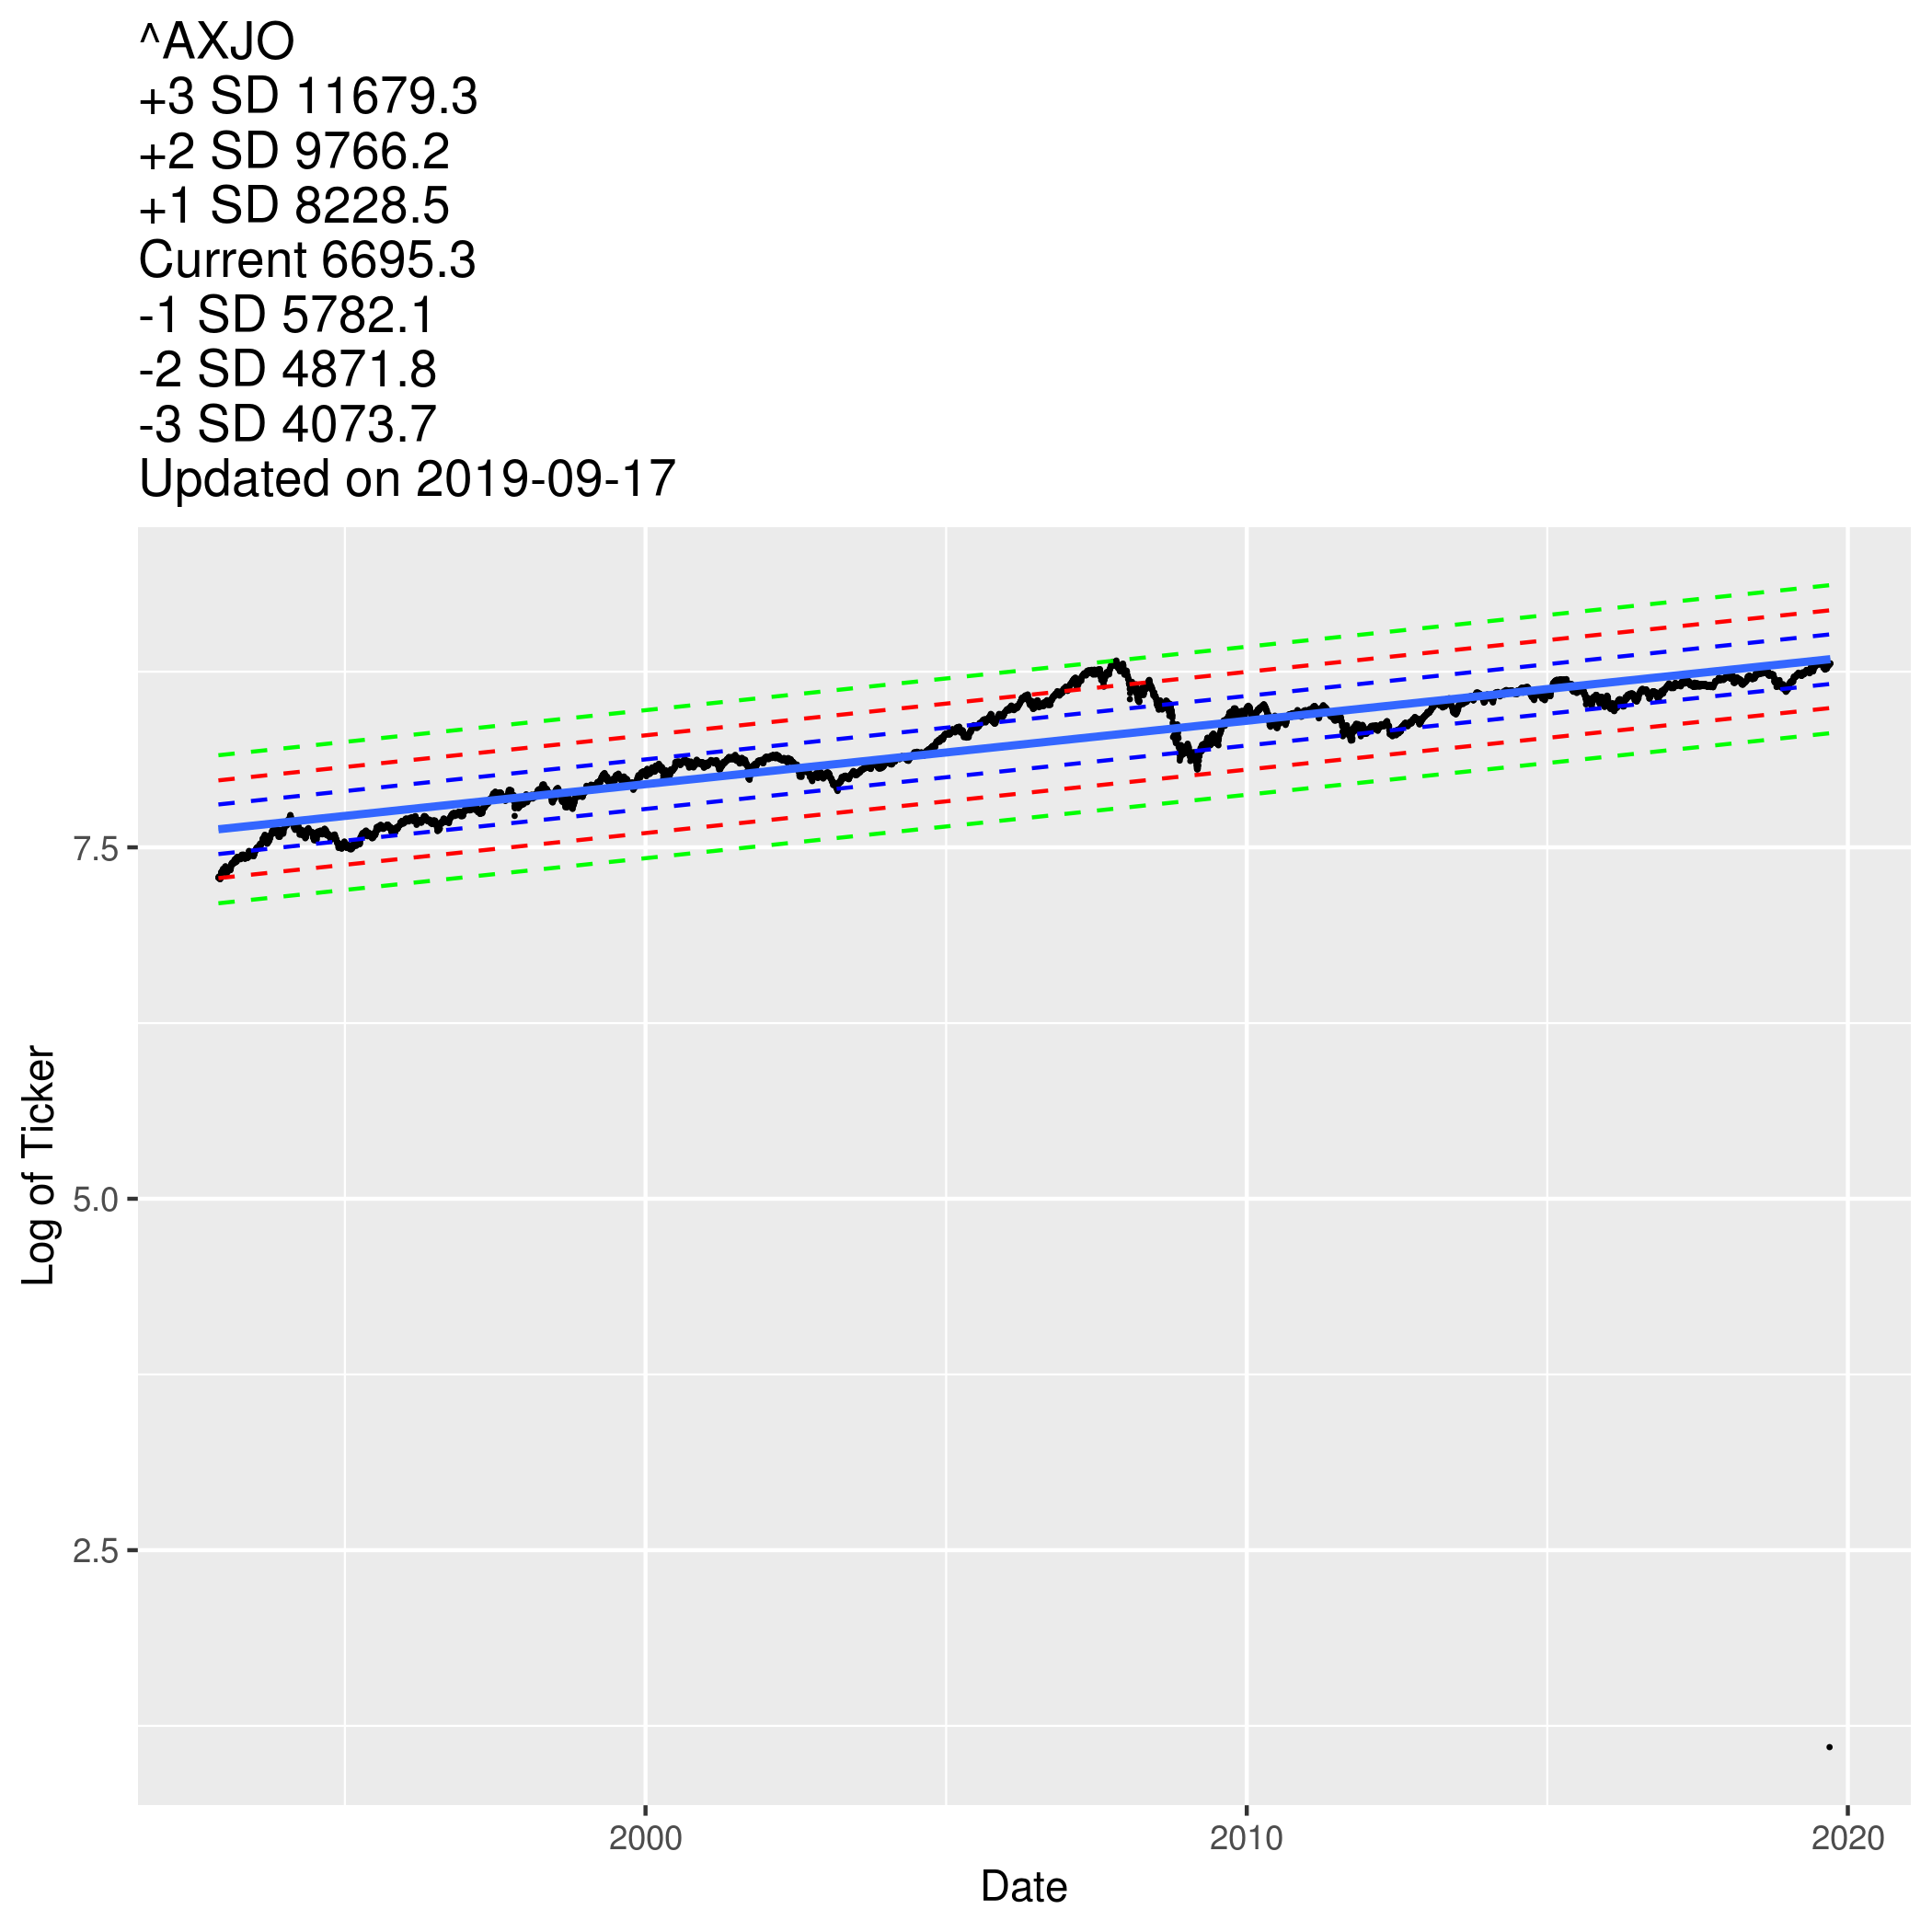 ^AXJO
+3 SD 11679.3
+2 SD 9766.2
+1 SD 8228.5
Current 6695.3
-1 SD 5782.1
-2 SD 4871.8
-3 SD 4073.7
Updated on 2019-09-17
7.5
5.0
2.5
Log of Ticker
2000
2010
2020
Date